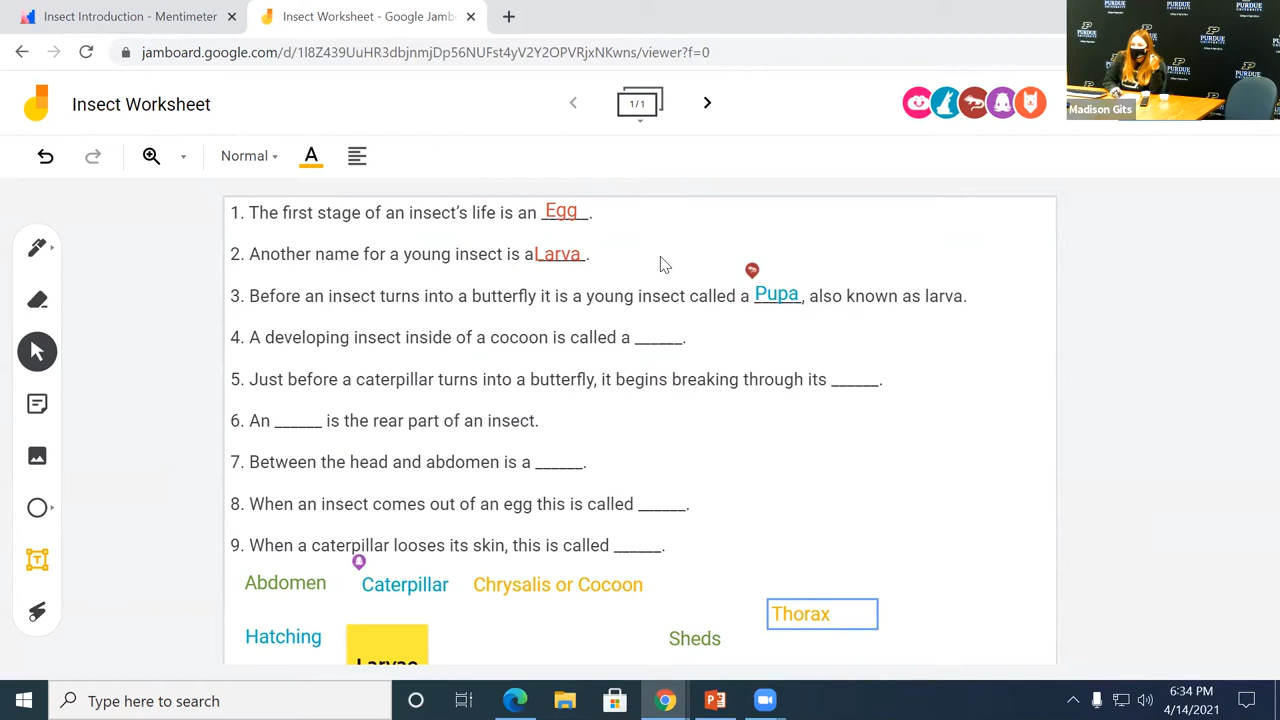 Insect Introduction - Mentimeter
Insect Worksheet - Google Jamb
Insect Worksheet
1/1
PURDUE UNIVERSITY
Madison Gits
Normal
A
1. The first stage of an insect's life is an Egg.
2. Another name for a young insect is a Larva.
3. Before an insect turns into a butterfly it is a young insect called a Pupa, also known as larva.
4. A developing insect inside of a cocoon is called a ______.
5. Just before a caterpillar turns into a butterfly, it begins breaking through its ______.
6. An ______ is the rear part of an insect.
7. Between the head and abdomen is a ______.
8. When an insect comes out of an egg this is called ______.
9. When a caterpillar looses its skin, this is called ______.
Abdomen Caterpillar Chrysalis or Cocoon
Thorax
Hatching Sheds
Larvae
Type here to search
6:34 PM
4/14/2021